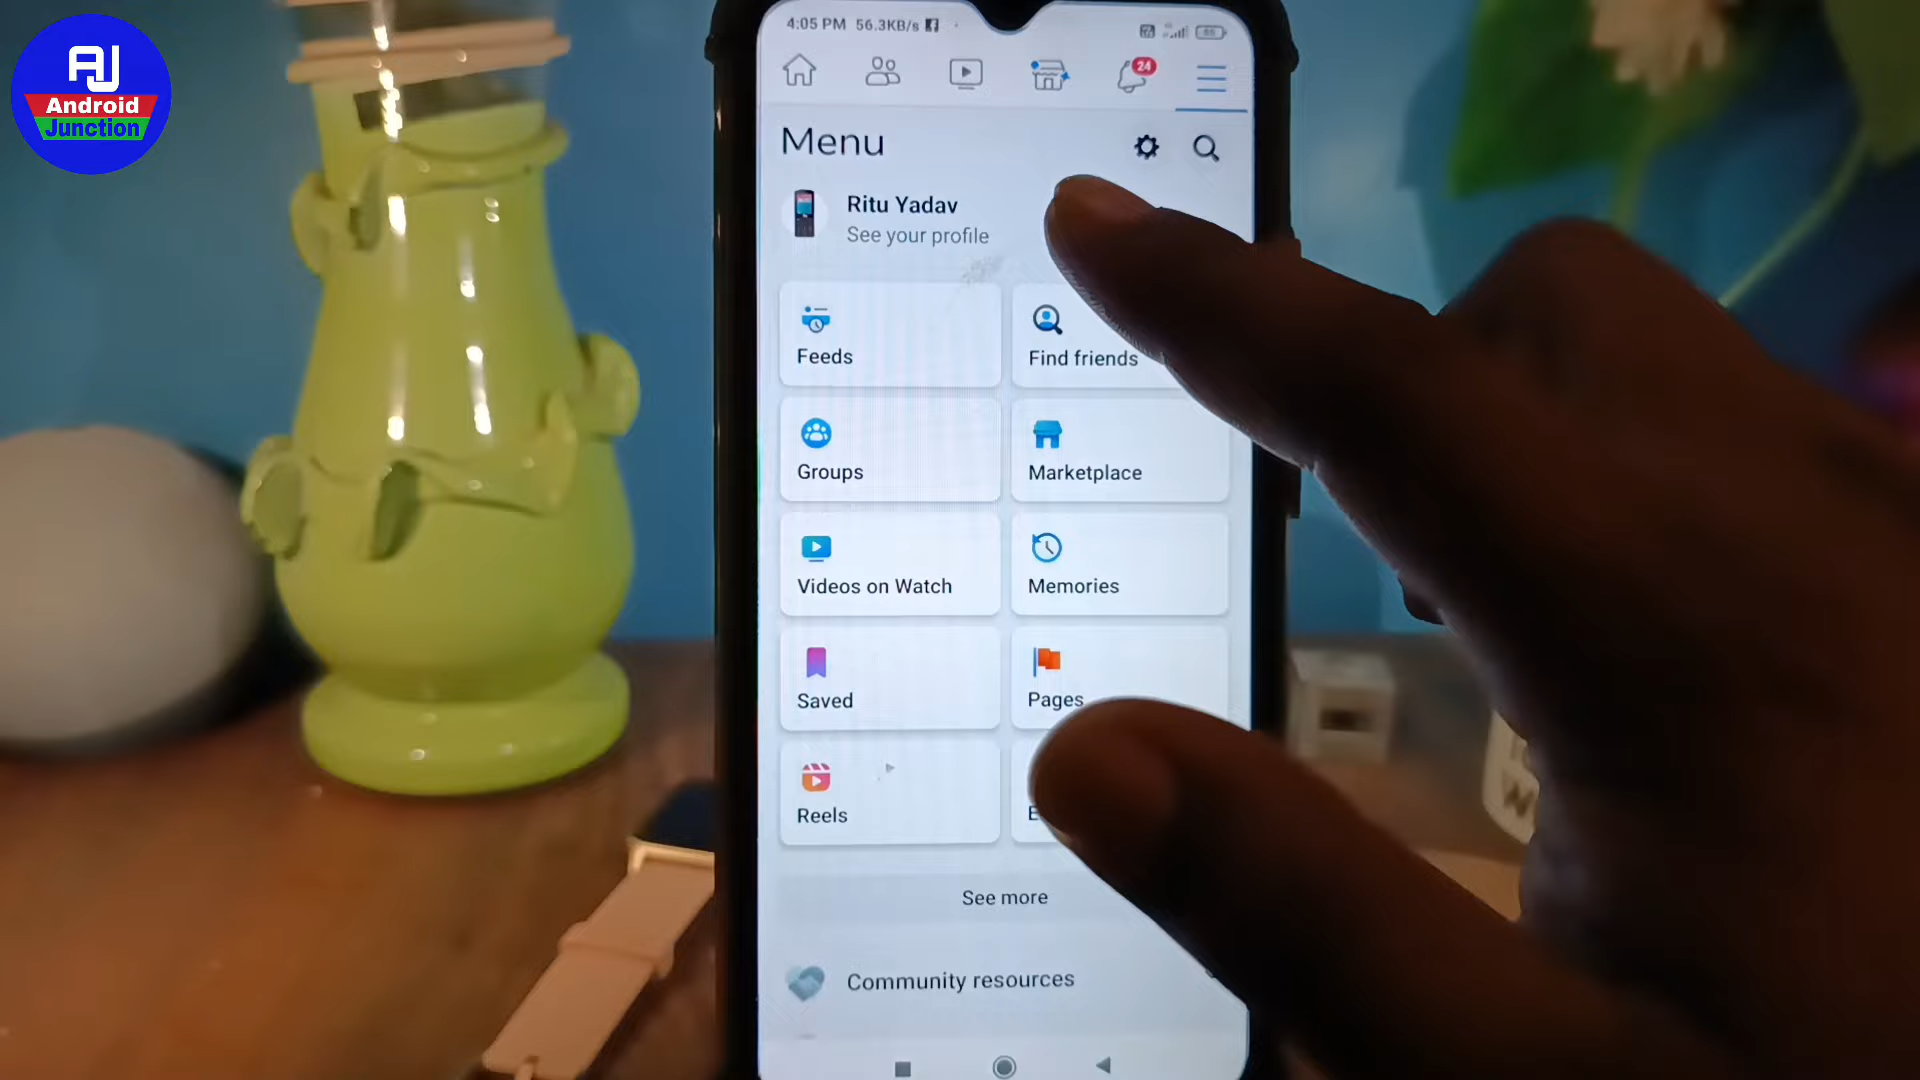 AJ
Android
Junction
4:05 PM 56.3KB/s
24
Menu
Ritu Yadav
See your profile
Feeds
Find friends
Groups
Marketplace
Videos on Watch
Memories
Saved
Pages
Reels
See more
Community resources